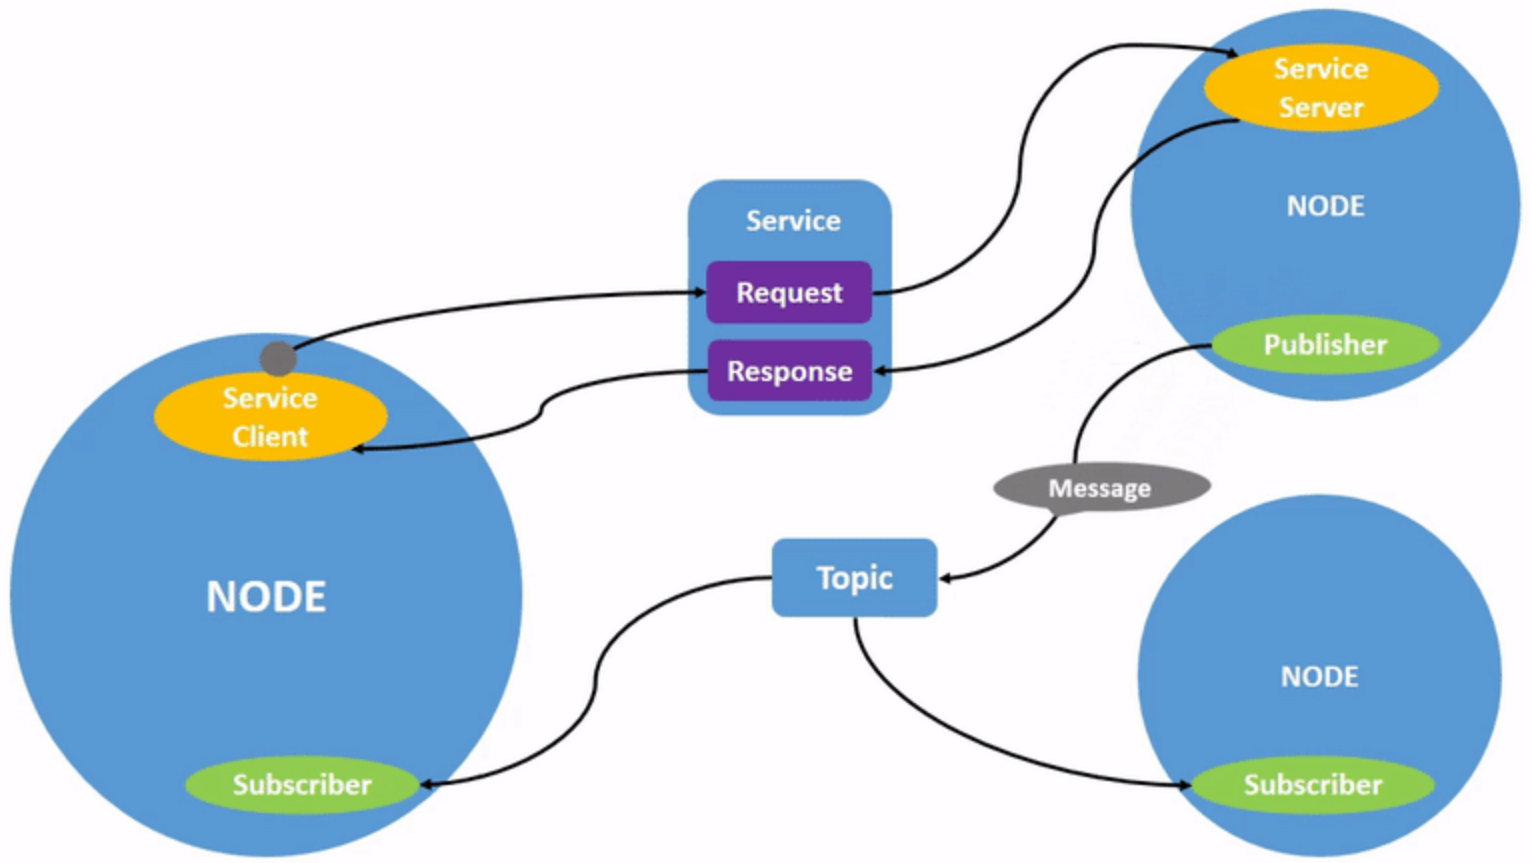 Service
Server
NODE
Publisher
Service
Request
Response
Service
Client
NODE
Subscriber
Message
Topic
NODE
Subscriber